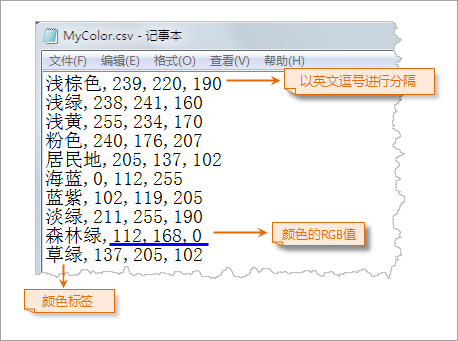 MyColor.csv - 记事本
文件(F) 编辑(E) 格式(O) 查看(V) 帮助(H)
浅棕色,239,220,190
以英文逗号进行分隔
浅绿,238,241,160
浅黄,255,234,170
粉色,240,176,207
居民地,205,137,102
海蓝,0,112,255
蓝紫,102,119,205
淡绿,211,255,190
森林绿,112,168,0
颜色的RGB值
草绿,137,205,102
颜色标签